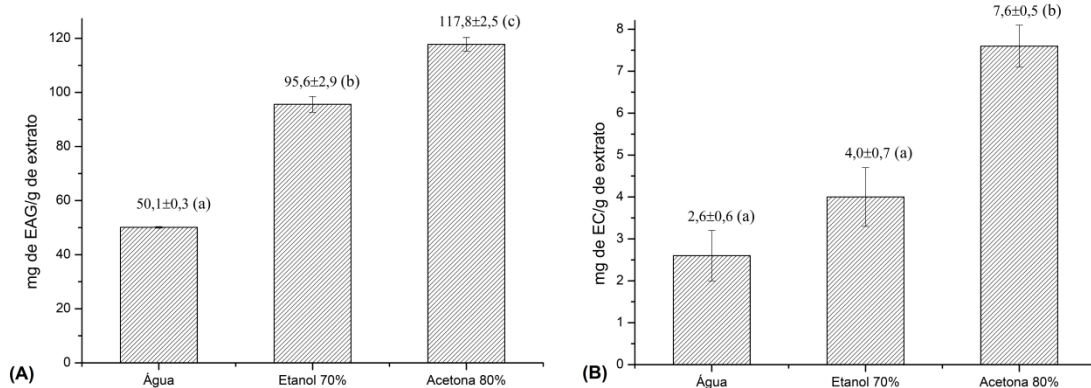 117,8±2,5 (c)
95,6±2,9 (b)
50,1±0,3 (a)
mg de EAG/g de extrato
120
100
80
60
40
20
0
Água
Etanol 70%
Acetona 80%
(A)
7,6±0,5 (b)
4,0±0,7 (a)
2,6±0,6 (a)
mg de EC/g de extrato
8
7
6
5
4
3
2
1
0
Água
Etanol 70%
Acetona 80%
(B)